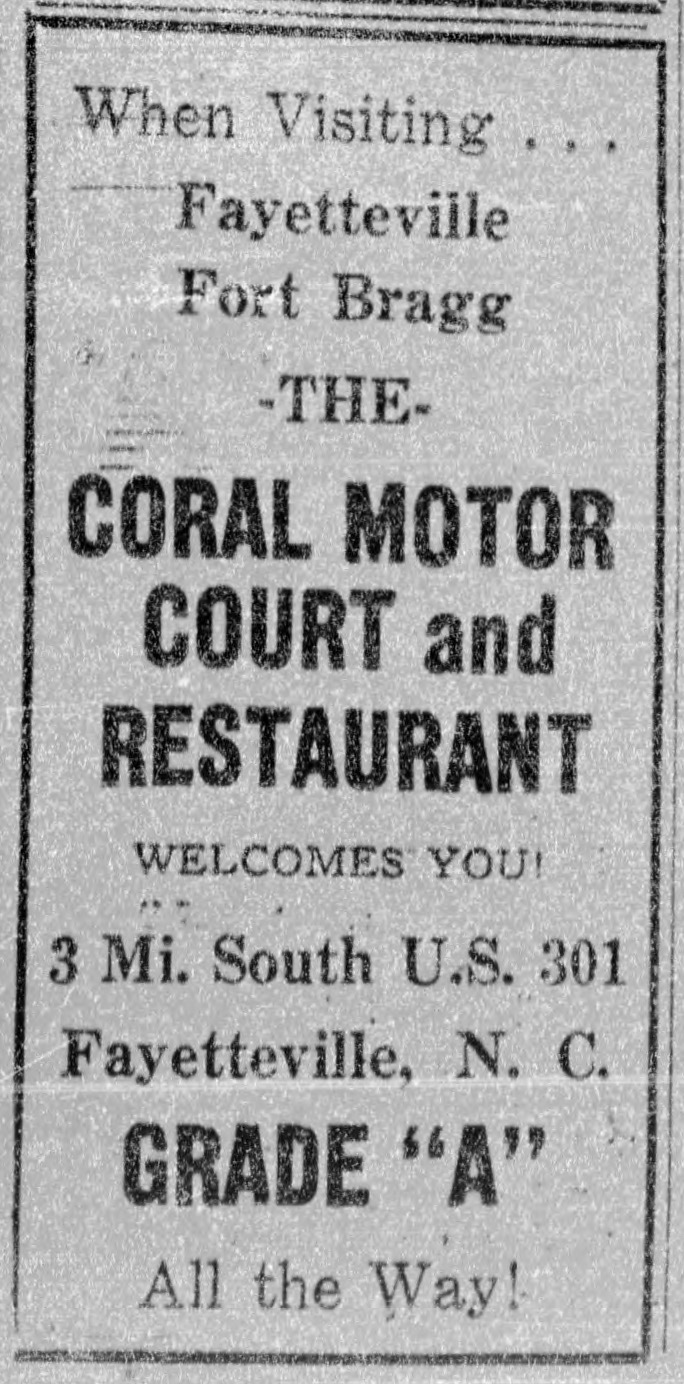 When Visiting . . .
Fayetteville
Fort Bragg
-THE-
CORAL MOTOR
COURT and
RESTAURANT
WELCOMES YOU!
3 Mi. South U.S. 301
Fayetteville, N. C.
GRADE "A"
All the Way!